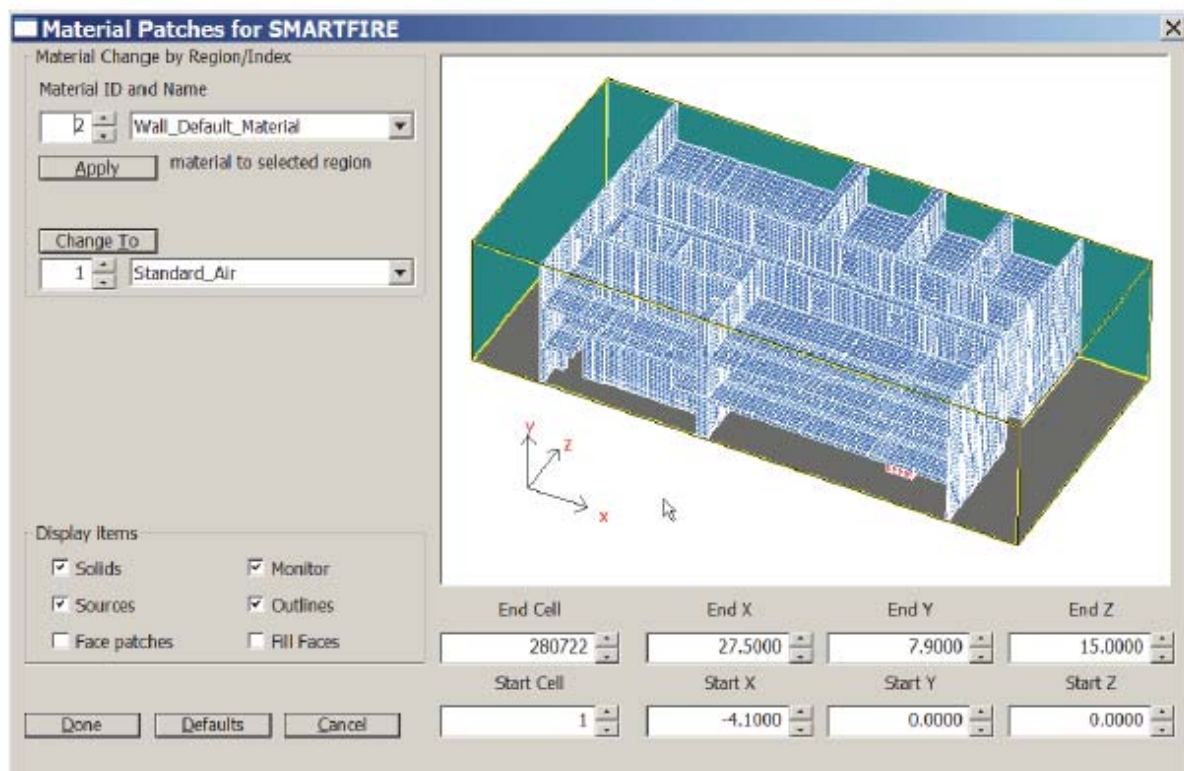 Material Patches for SMARTFIRE
Material Change by Region/Index
Material ID and Name
2 Wall_Default_Material
Apply material to selected region
Change To
1 Standard_Air
Display items
Solids Monitor
Sources Outlines
Face patches Fill Faces
Done Defaults Cancel
y
z
x
End Cell End X End Y End Z
280722 27.5000 7.9000 15.0000
Start Cell Start X Start Y Start Z
1 -4.1000 0.0000 0.0000